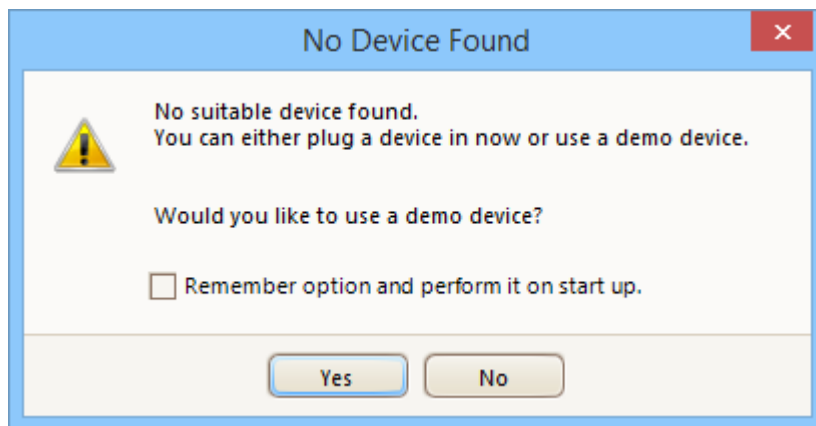 No Device Found
No suitable device found.
You can either plug a device in now or use a demo device.
Would you like to use a demo device?
Remember option and perform it on start up.
Yes
No